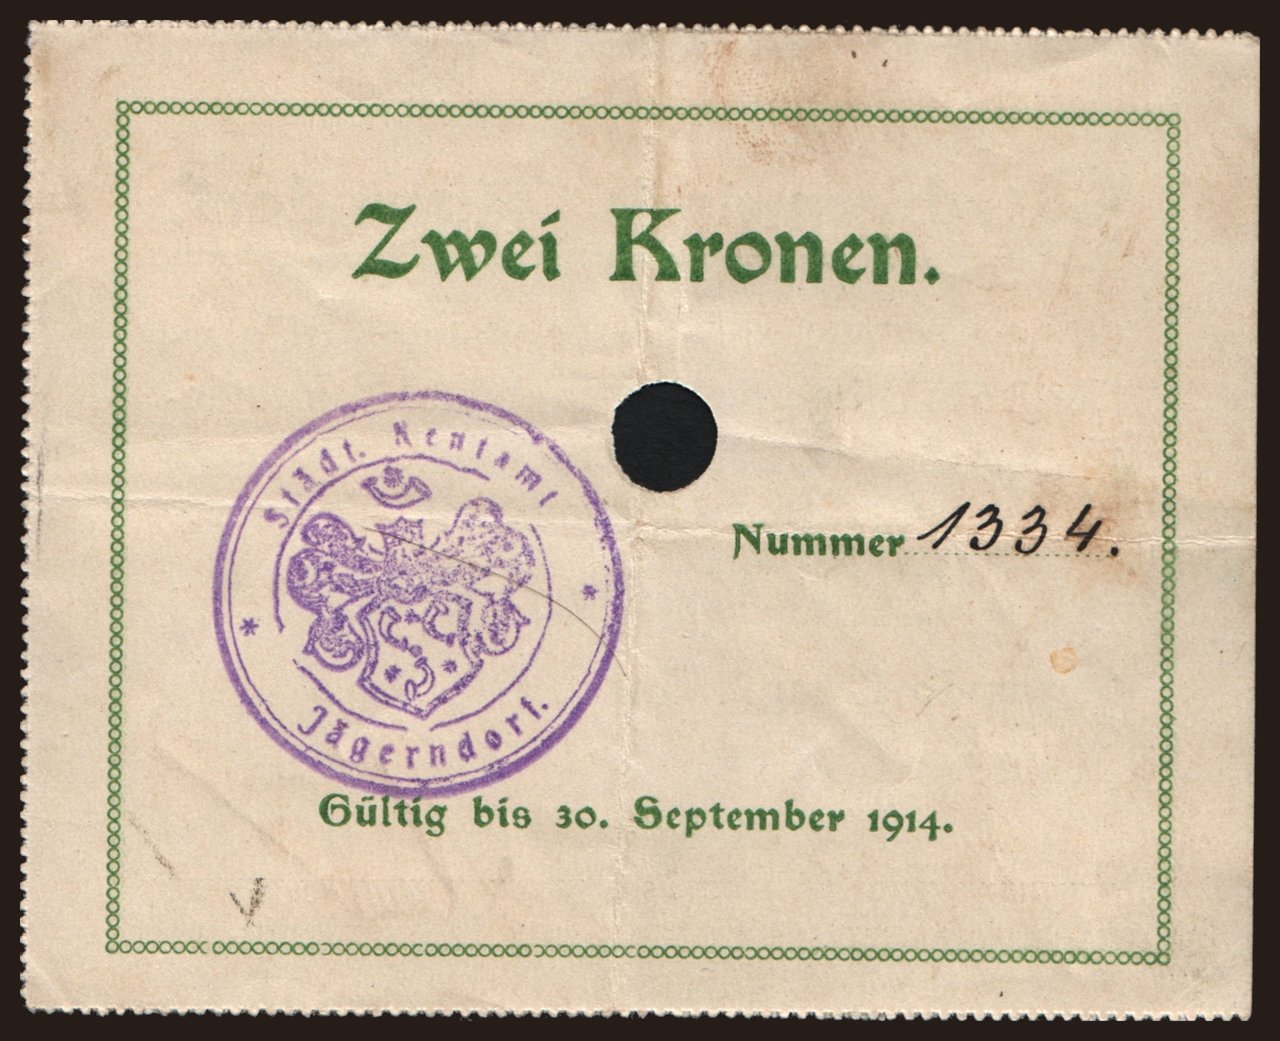 Zwei Kronen.
Städt. Rentamt
Nummer 1334.
Jägerndorf.
Gültig bis 30. September 1914.